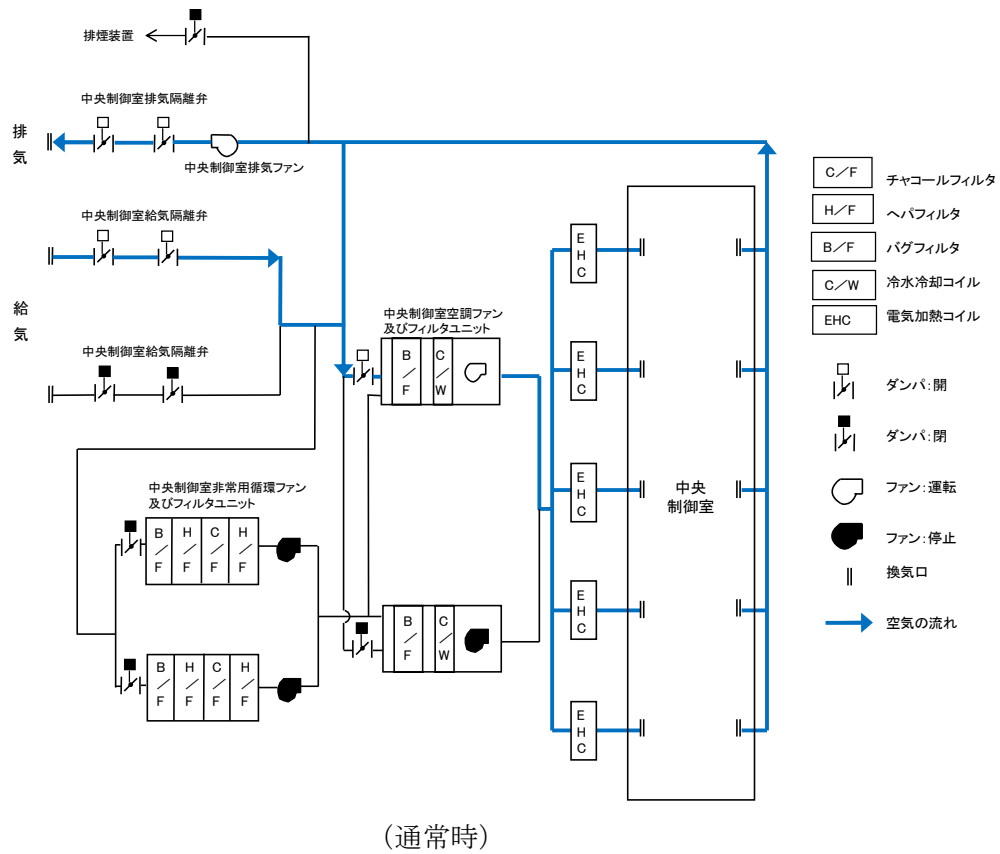 排煙装置
中央制御室排気隔離弁
排
気
中央制御室排気ファン
中央制御室給気隔離弁
給
気
中央制御室給気隔離弁
中央制御室空調ファン
及びフィルタユニット
B/F
C/W
中央制御室非常用循環ファン
及びフィルタユニット
B/F
H/F
C/F
H/F
B/F
C/W
B/F
H/F
C/F
H/F
EHC
EHC
EHC
EHC
EHC
中央
制御室
C/F
チャコールフィルタ
H/F
ヘパフィルタ
B/F
バグフィルタ
C/W
冷水冷却コイル
EHC
電気加熱コイル
ダンパ:開
ダンパ:閉
ファン:運転
ファン:停止
換気口
空気の流れ
(通常時)